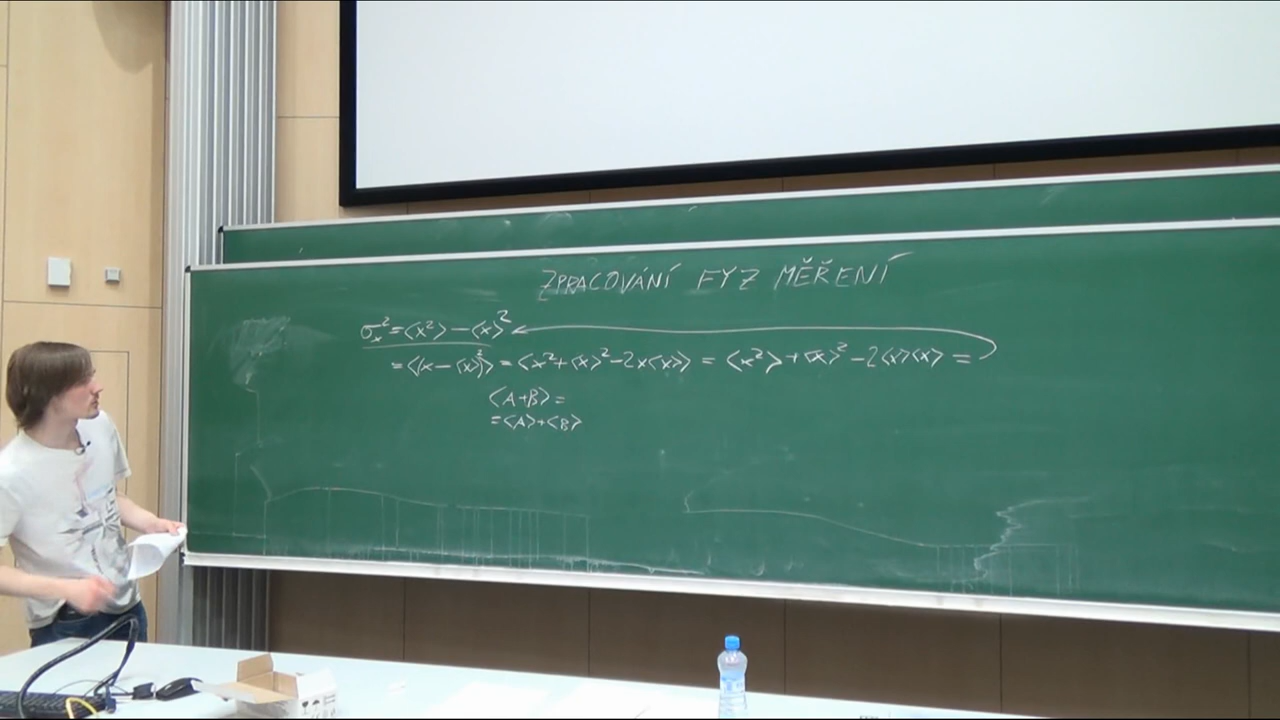 ZPRACOVÁNÍ FYZ MĚŘENÍ
σₓ² = ⟨x²⟩ − ⟨x⟩²
= ⟨(x − ⟨x⟩)²⟩ = ⟨x² + ⟨x⟩² − 2x⟨x⟩⟩ = ⟨x²⟩ + ⟨x⟩² − 2⟨x⟩⟨x⟩ =
⟨A+B⟩ =
= ⟨A⟩ + ⟨B⟩